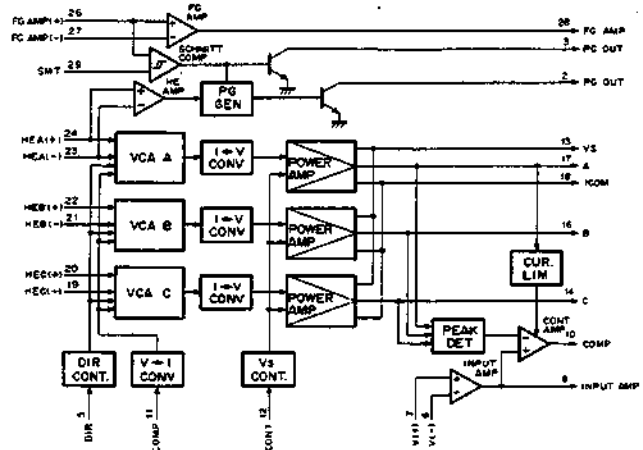 FG AMP(+) 26
FG AMP(-) 27
FG AMP
28 FG AMP
SCHMITT COMP
3 PG OUT
SMT 29
HE AMP
PG GEN
2 PG OUT
HEA(+) 24
HEA(-) 23
VCA A
I↔V CONV
POWER AMP
13 VS
17 A
18 ICOM
HEB(+) 22
HEB(-) 21
VCA B
I↔V CONV
POWER AMP
16 B
HEC(+) 20
HEC(-) 19
VCA C
I↔V CONV
POWER AMP
CUR. LIM
14 C
PEAK DET
CONT AMP
10 COMP
DIR CONT.
V↔I CONV
VS CONT.
INPUT AMP
INPUT AMP
5 DIR
11 COMP
12 CONT
7 V(+)
V(-)